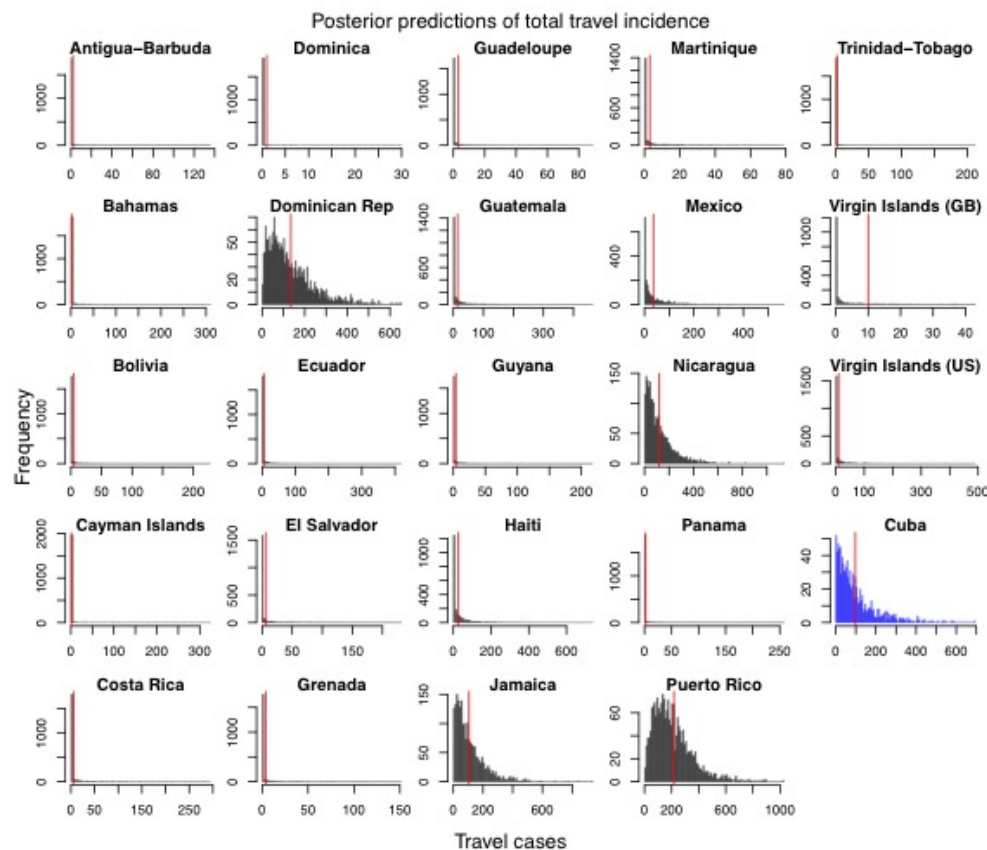 Posterior predictions of total travel incidence
Antigua−Barbuda
Dominica
Guadeloupe
Martinique
Trinidad−Tobago
0 1000
0 40 80 120
0 1000
0 5 10 20 30
0 1000
0 20 40 60 80
0 600 1400
0 20 40 60 80
0 1000
0 50 100 200
Bahamas
Dominican Rep
Guatemala
Mexico
Virgin Islands (GB)
0 1000
0 100 200 300
0 20 50
0 200 400 600
0 400 800 1400
0 100 300
0 400
0 200 400
0 400 1000
0 10 20 30 40
Bolivia
Ecuador
Guyana
Nicaragua
Virgin Islands (US)
0 1000
0 50 100 200
0 1000
0 100 300
0 1000
0 50 100 200
0 50 150
0 200 400 800
0 500 1500
0 100 300 500
Cayman Islands
El Salvador
Haiti
Panama
Cuba
0 1000 2000
0 100 200 300
0 500 1500
0 50 150
0 400 1000
0 200 400 600
0 1000
0 50 150 250
0 20 40
0 200 400 600
Costa Rica
Grenada
Jamaica
Puerto Rico
0 1000
0 50 100 200 300
0 1000
0 50 100 150
0 50 150
0 200 600
0 20 60
0 200 400 600 1000
Frequency
Travel cases